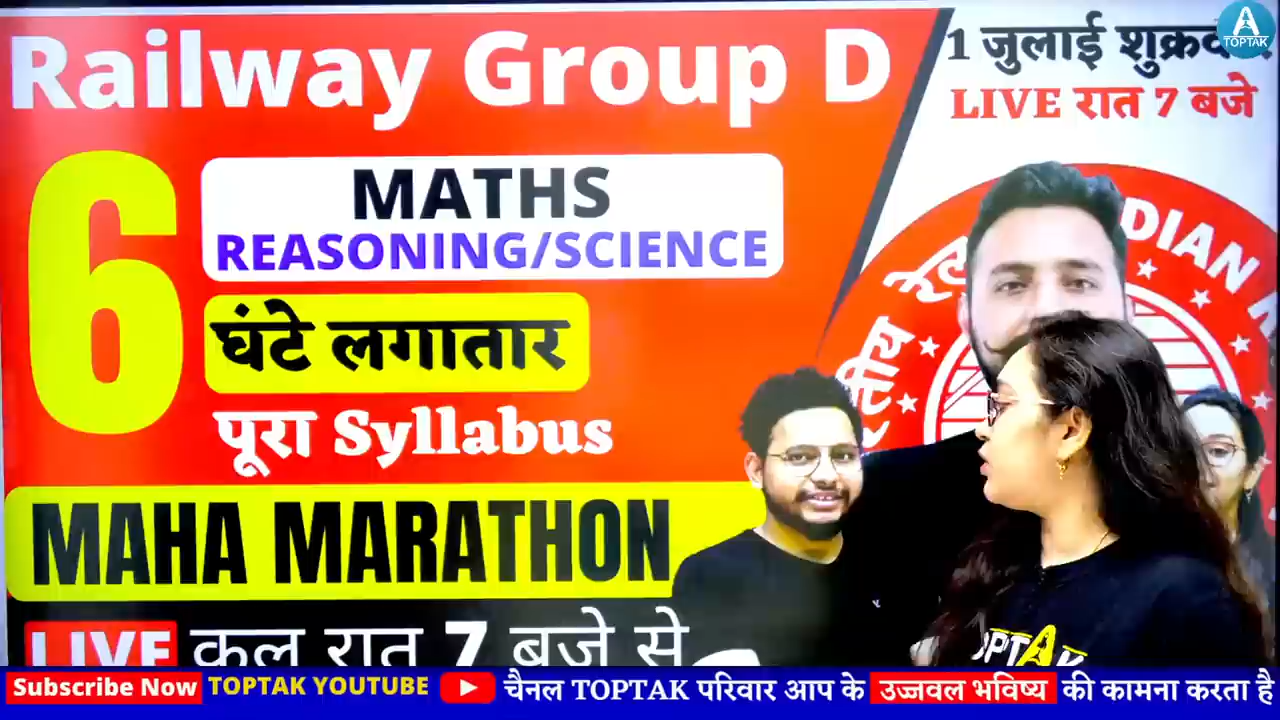 Railway Group D
1 जुलाई
LIVE रात 7 बजे
A
TOPTAK
6
MATHS
REASONING/SCIENCE
घंटे लगातार
पूरा Syllabus
MAHA MARATHON
LIVE कल रात 7 बजे से
Subscribe Now TOPTAK YOUTUBE चैनल TOPTAK परिवार आप के उज्जवल भविष्य की कामना करता है